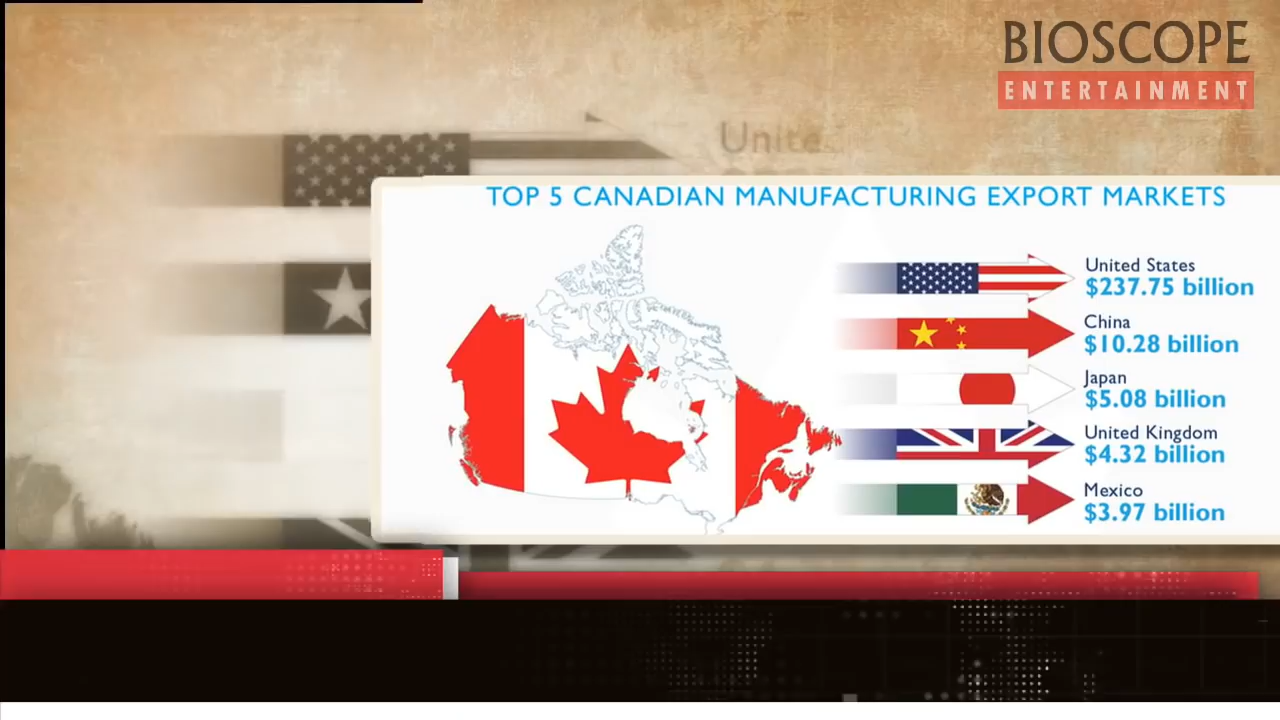 BIOSCOPE
ENTERTAINMENT
Unite
TOP 5 CANADIAN MANUFACTURING EXPORT MARKETS
United States
$237.75 billion
China
$10.28 billion
Japan
$5.08 billion
United Kingdom
$4.32 billion
Mexico
$3.97 billion